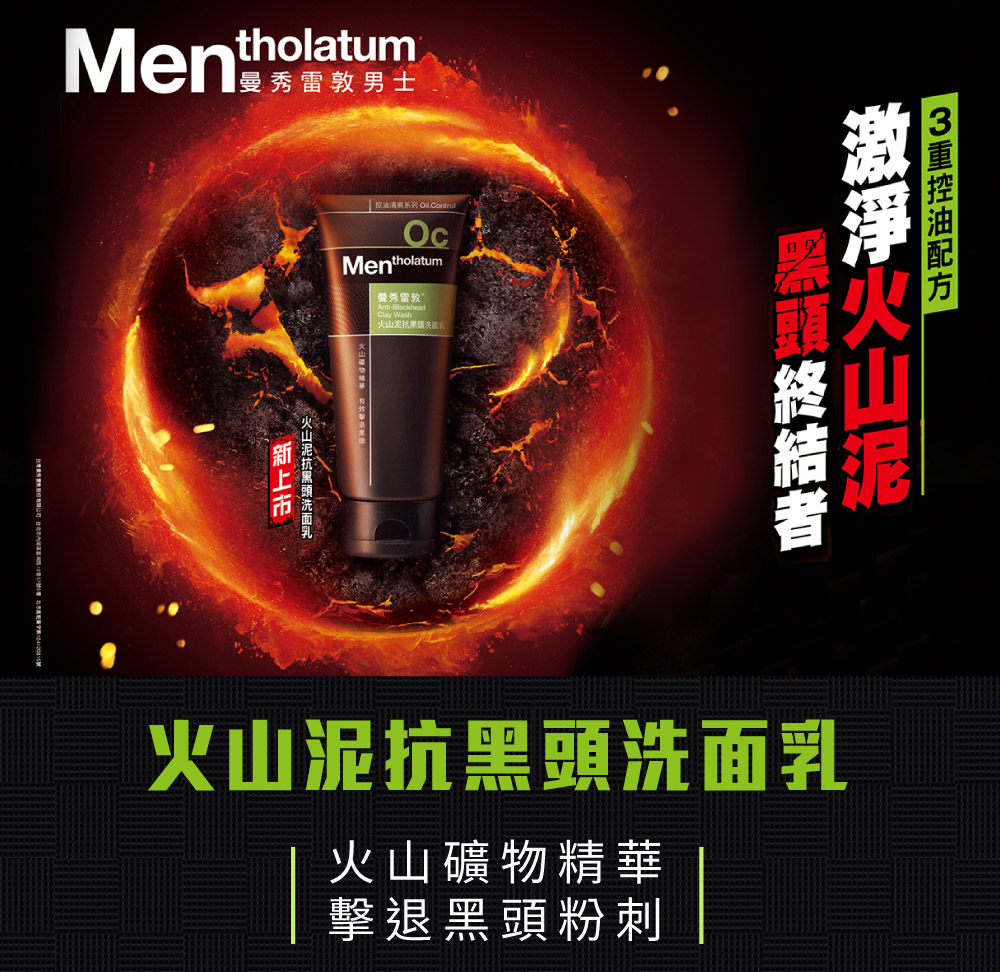 Mentholatum
曼秀雷敦男士
3重控油配方
激淨火山泥
黑頭終結者
控油清爽系列 Oil.Control
Oc
Mentholatum
曼秀雷敦®
Anti-Blackhead
Clay Wash
火山泥抗黑頭洗面乳
火山礦物精華 有效擊退黑頭
火山泥抗黑頭洗面乳
新上市
火山泥抗黑頭洗面乳
火山礦物精華
擊退黑頭粉刺